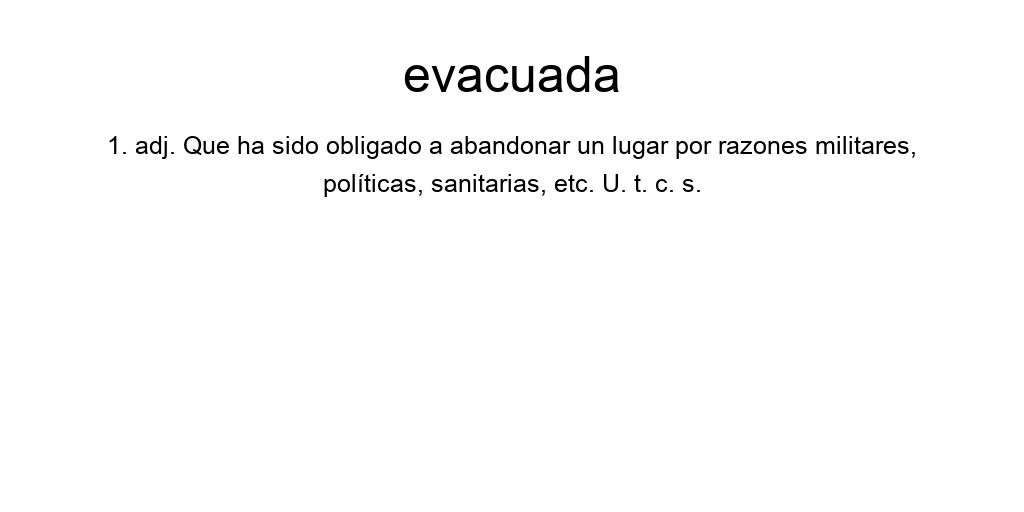 evacuada
1. adj. Que ha sido obligado a abandonar un lugar por razones militares,
políticas, sanitarias, etc. U. t. c. s.